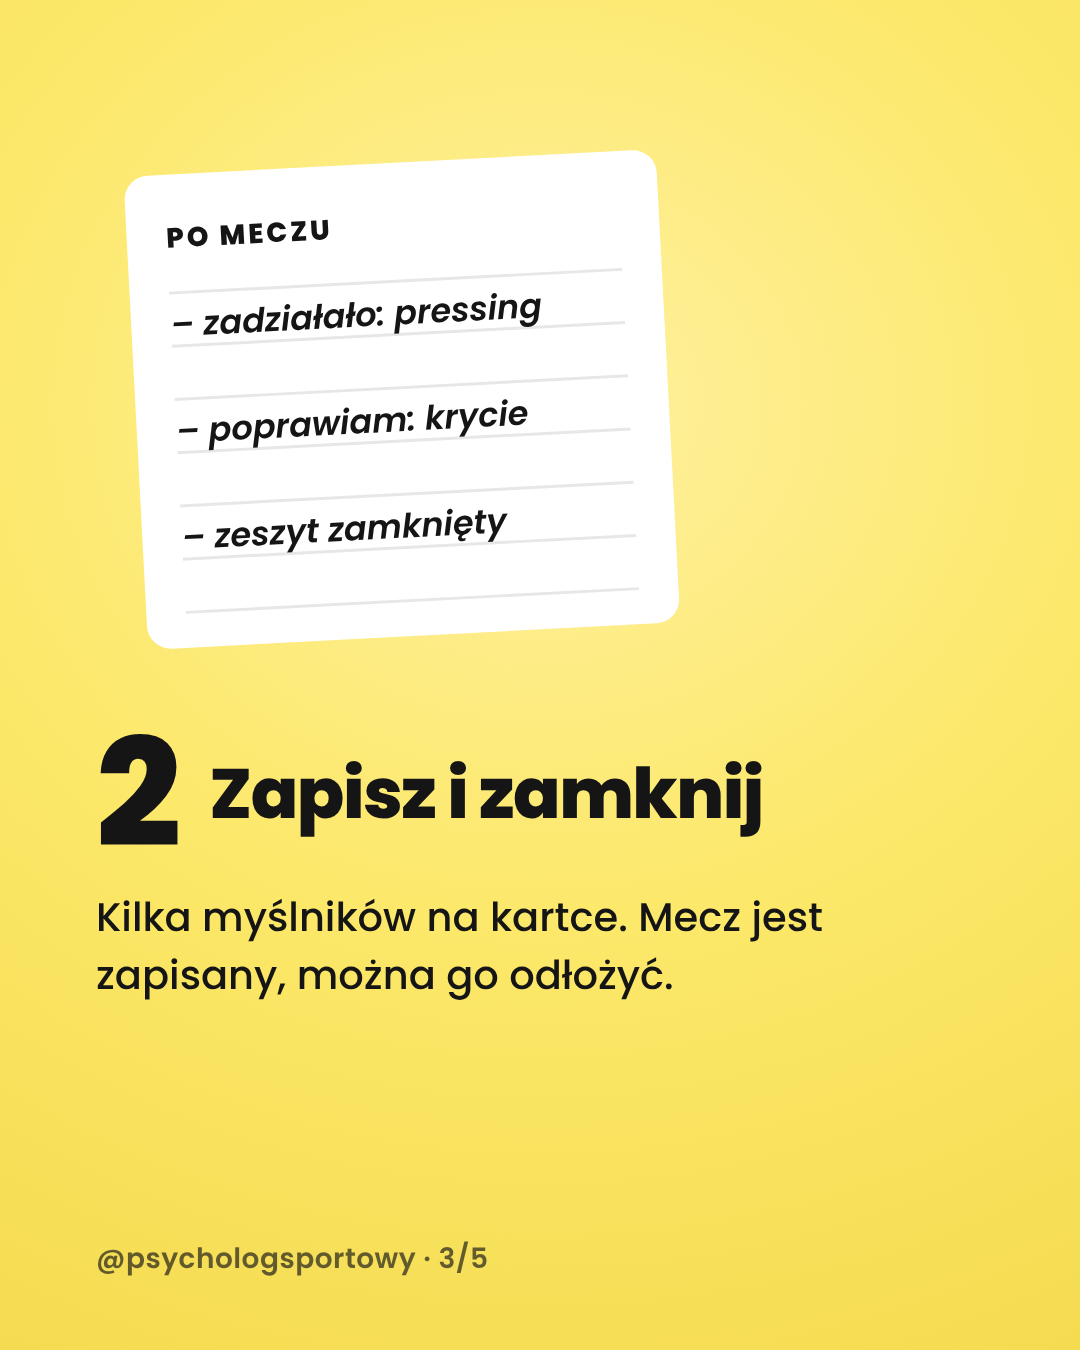 PO MECZU
– zadziałało: pressing
– poprawiam: krycie
– zeszyt zamknięty
2 Zapisz i zamknij
Kilka myślników na kartce. Mecz jest
zapisany, można go odłożyć.
@psychologsportowy · 3/5